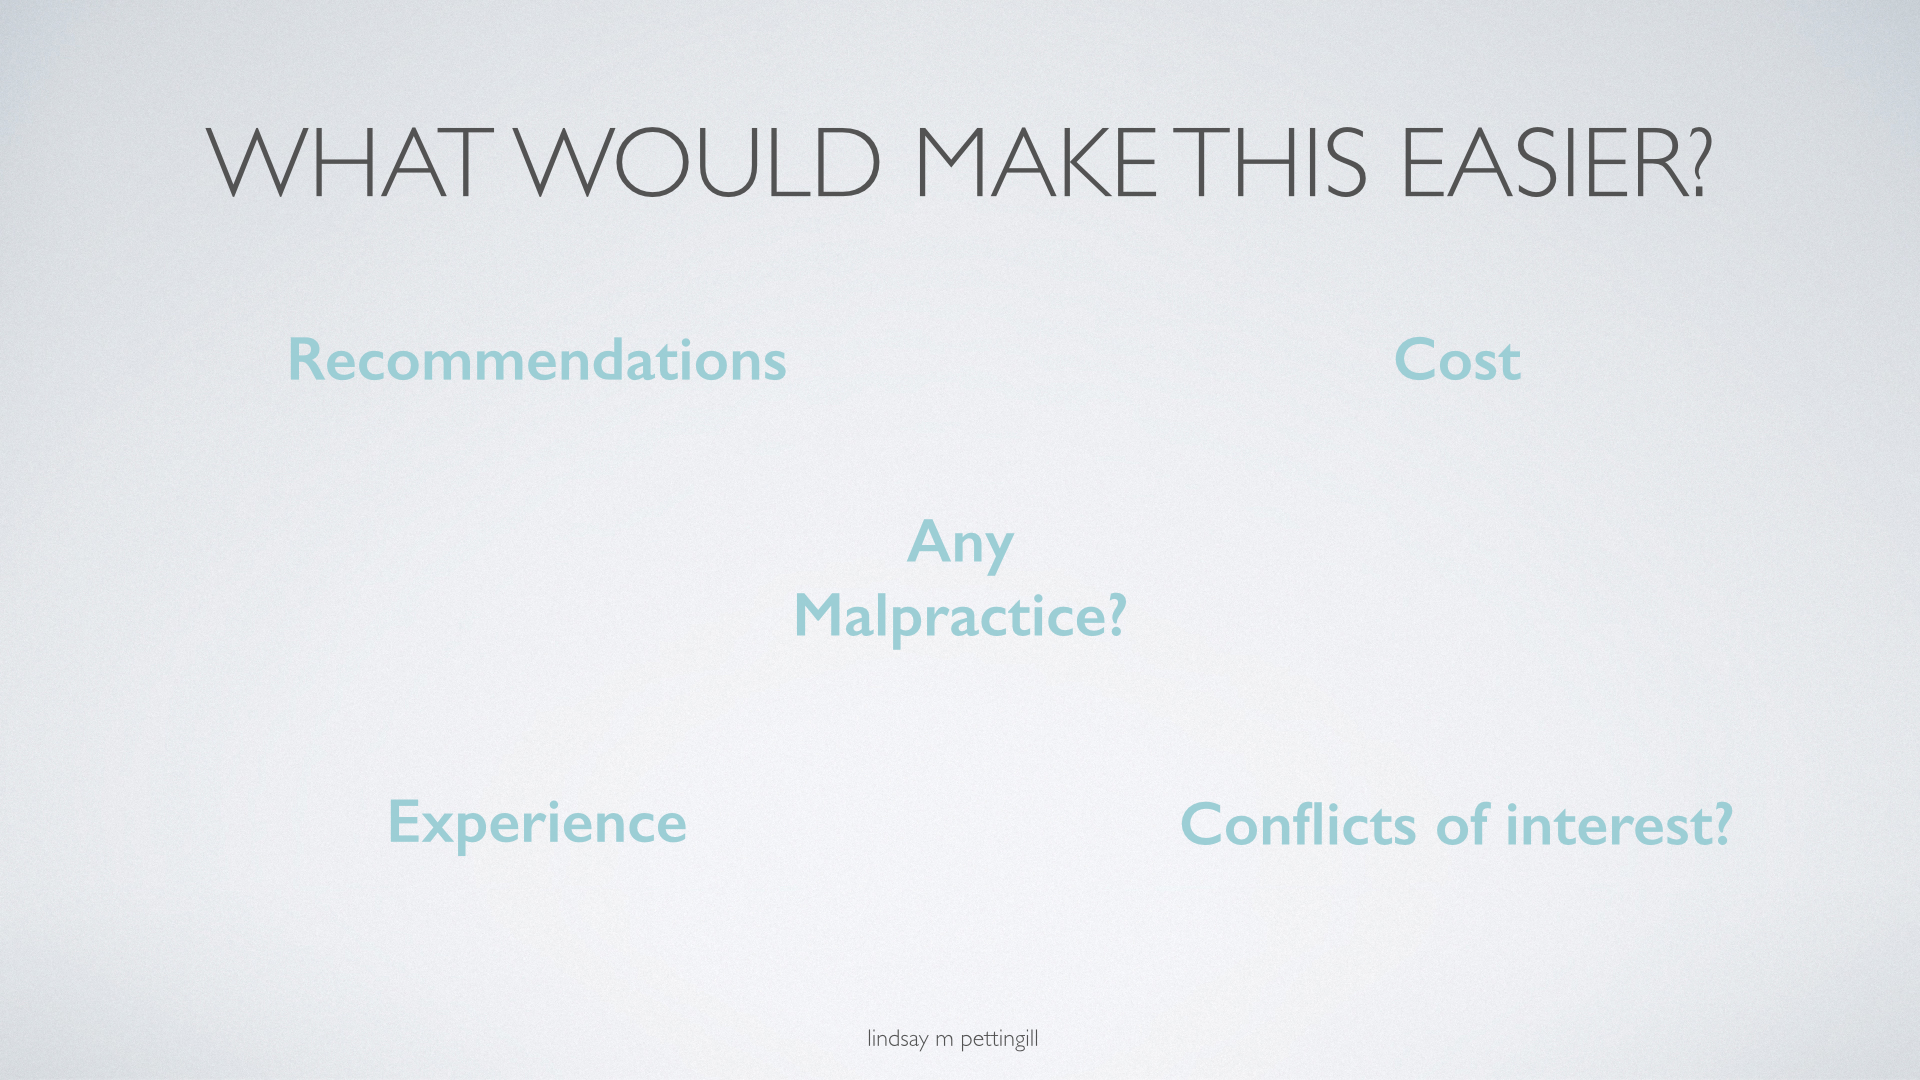 WHAT WOULD MAKE THIS EASIER?
Recommendations
Cost
Any
Malpractice?
Experience
Conflicts of interest?
lindsay m pettingill